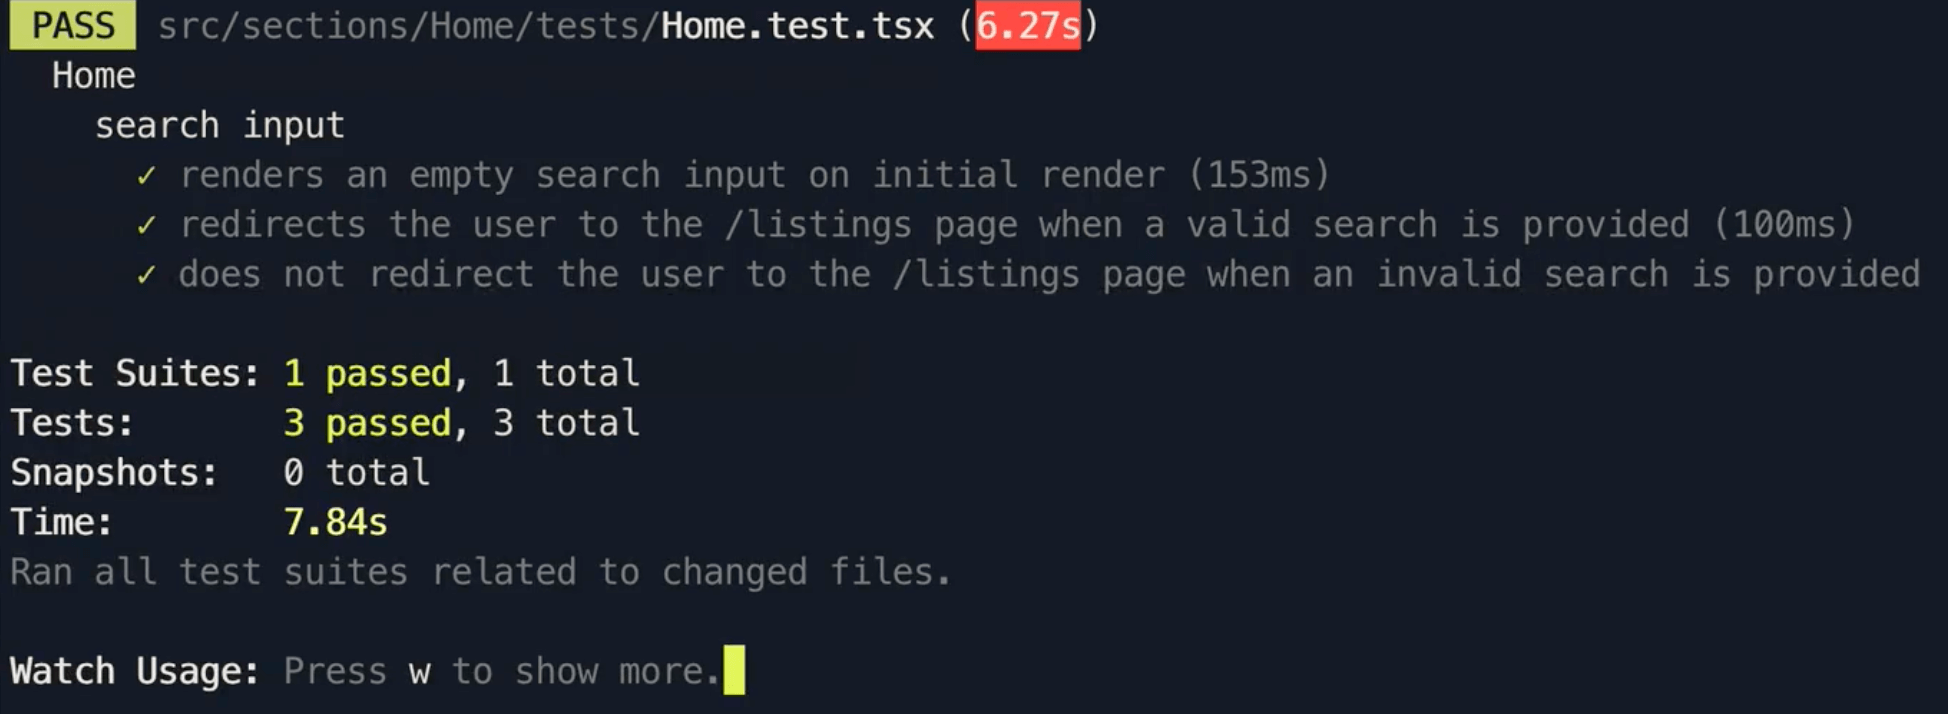 PASS src/sections/Home/tests/Home.test.tsx (6.27s)
Home
search input
✓ renders an empty search input on initial render (153ms)
✓ redirects the user to the /listings page when a valid search is provided (100ms)
✓ does not redirect the user to the /listings page when an invalid search is provided
Test Suites: 1 passed, 1 total
Tests: 3 passed, 3 total
Snapshots: 0 total
Time: 7.84s
Ran all test suites related to changed files.
Watch Usage: Press w to show more.